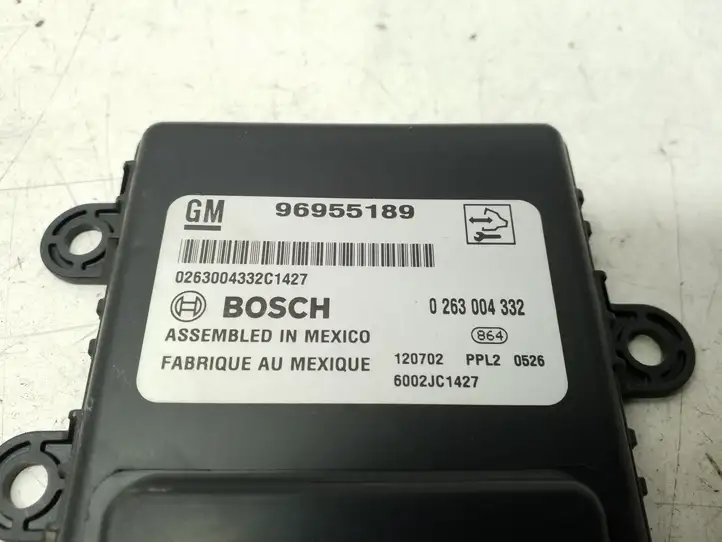 GM 96955189
0263004332C1427
BOSCH 0 263 004 332
ASSEMBLED IN MEXICO 864
FABRIQUE AU MEXIQUE 120702 PPL2 0526
6002JC1427